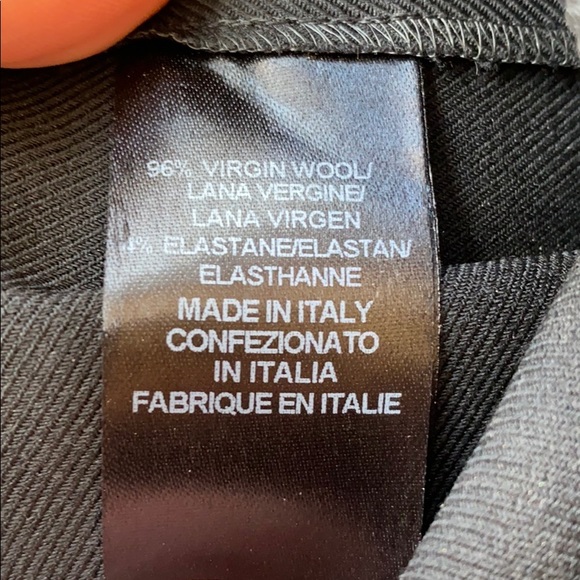 96% VIRGIN WOOL/
LANA VERGINE/
LANA VIRGEN
4% ELASTANE/ELASTAN/
ELASTHANNE
MADE IN ITALY
CONFEZIONATO
IN ITALIA
FABRIQUE EN ITALIE